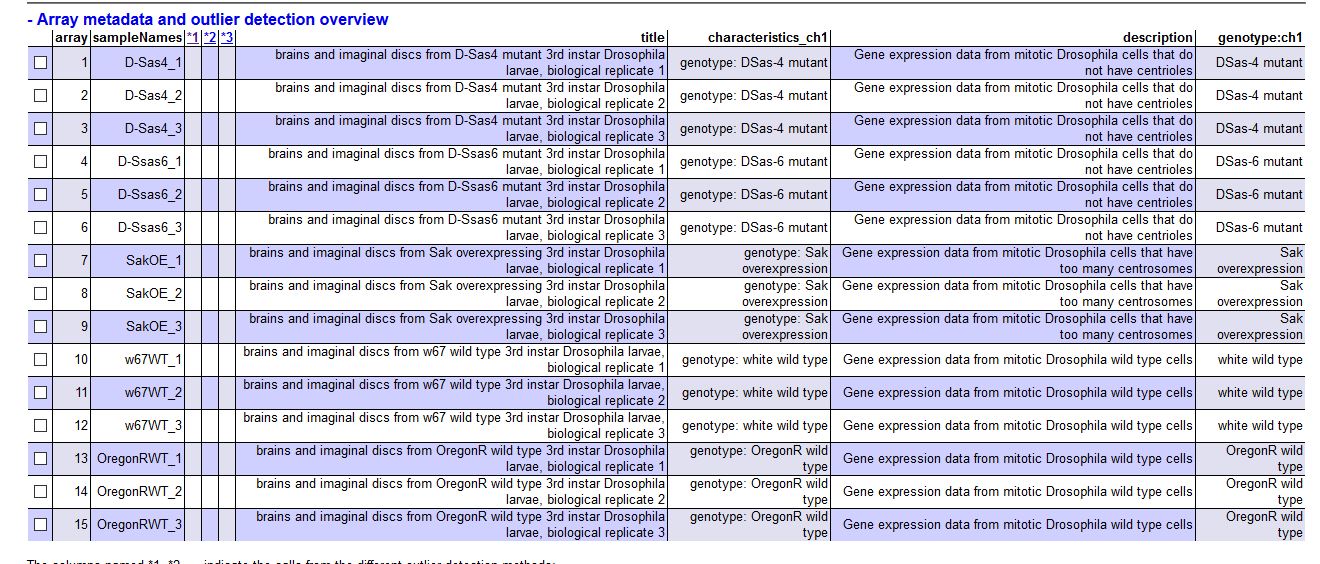 - Array metadata and outlier detection overview
array sampleNames *1 *2 *3 title characteristics_ch1 description genotype:ch1
1 D-Sas4_1 brains and imaginal discs from D-Sas4 mutant 3rd instar Drosophila larvae, biological replicate 1 genotype: DSas-4 mutant Gene expression data from mitotic Drosophila cells that do not have centrioles DSas-4 mutant
2 D-Sas4_2 brains and imaginal discs from D-Sas4 mutant 3rd instar Drosophila larvae, biological replicate 2 genotype: DSas-4 mutant Gene expression data from mitotic Drosophila cells that do not have centrioles DSas-4 mutant
3 D-Sas4_3 brains and imaginal discs from D-Sas4 mutant 3rd instar Drosophila larvae, biological replicate 3 genotype: DSas-4 mutant Gene expression data from mitotic Drosophila cells that do not have centrioles DSas-4 mutant
4 D-Ssas6_1 brains and imaginal discs from D-Ssas6 mutant 3rd instar Drosophila larvae, biological replicate 1 genotype: DSas-6 mutant Gene expression data from mitotic Drosophila cells that do not have centrioles DSas-6 mutant
5 D-Ssas6_2 brains and imaginal discs from D-Ssas6 mutant 3rd instar Drosophila larvae, biological replicate 2 genotype: DSas-6 mutant Gene expression data from mitotic Drosophila cells that do not have centrioles DSas-6 mutant
6 D-Ssas6_3 brains and imaginal discs from D-Ssas6 mutant 3rd instar Drosophila larvae, biological replicate 3 genotype: DSas-6 mutant Gene expression data from mitotic Drosophila cells that do not have centrioles DSas-6 mutant
7 SakOE_1 brains and imaginal discs from Sak overexpressing 3rd instar Drosophila larvae, biological replicate 1 genotype: Sak overexpression Gene expression data from mitotic Drosophila cells that have too many centrosomes Sak overexpression
8 SakOE_2 brains and imaginal discs from Sak overexpressing 3rd instar Drosophila larvae, biological replicate 2 genotype: Sak overexpression Gene expression data from mitotic Drosophila cells that have too many centrosomes Sak overexpression
9 SakOE_3 brains and imaginal discs from Sak overexpressing 3rd instar Drosophila larvae, biological replicate 3 genotype: Sak overexpression Gene expression data from mitotic Drosophila cells that have too many centrosomes Sak overexpression
10 w67WT_1 brains and imaginal discs from w67 wild type 3rd instar Drosophila larvae, biological replicate 1 genotype: white wild type Gene expression data from mitotic Drosophila wild type cells white wild type
11 w67WT_2 brains and imaginal discs from w67 wild type 3rd instar Drosophila larvae, biological replicate 2 genotype: white wild type Gene expression data from mitotic Drosophila wild type cells white wild type
12 w67WT_3 brains and imaginal discs from w67 wild type 3rd instar Drosophila larvae, biological replicate 3 genotype: white wild type Gene expression data from mitotic Drosophila wild type cells white wild type
13 OregonRWT_1 brains and imaginal discs from OregonR wild type 3rd instar Drosophila larvae, biological replicate 1 genotype: OregonR wild type Gene expression data from mitotic Drosophila wild type cells OregonR wild type
14 OregonRWT_2 brains and imaginal discs from OregonR wild type 3rd instar Drosophila larvae, biological replicate 2 genotype: OregonR wild type Gene expression data from mitotic Drosophila wild type cells OregonR wild type
15 OregonRWT_3 brains and imaginal discs from OregonR wild type 3rd instar Drosophila larvae, biological replicate 3 genotype: OregonR wild type Gene expression data from mitotic Drosophila wild type cells OregonR wild type